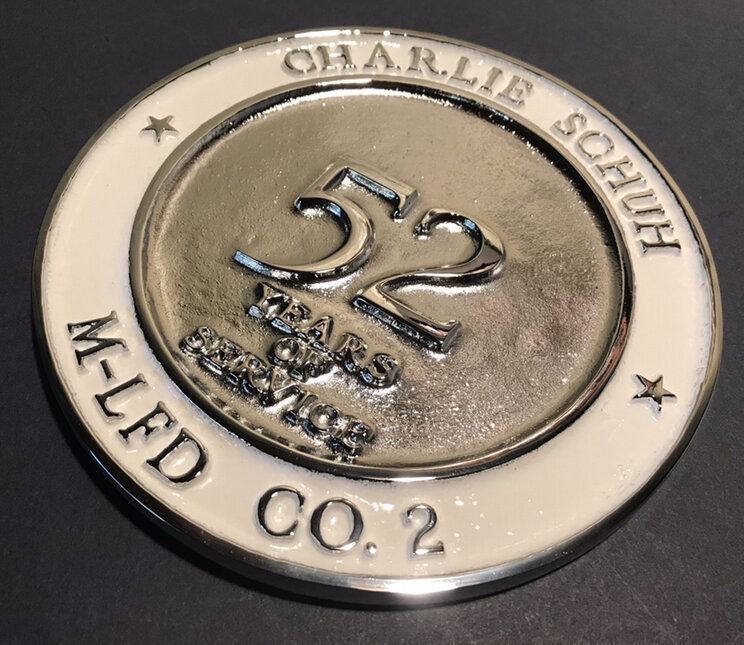 CHARLIE SCHUH
52
YEARS
OF
SERVICE
M-LFD CO. 2